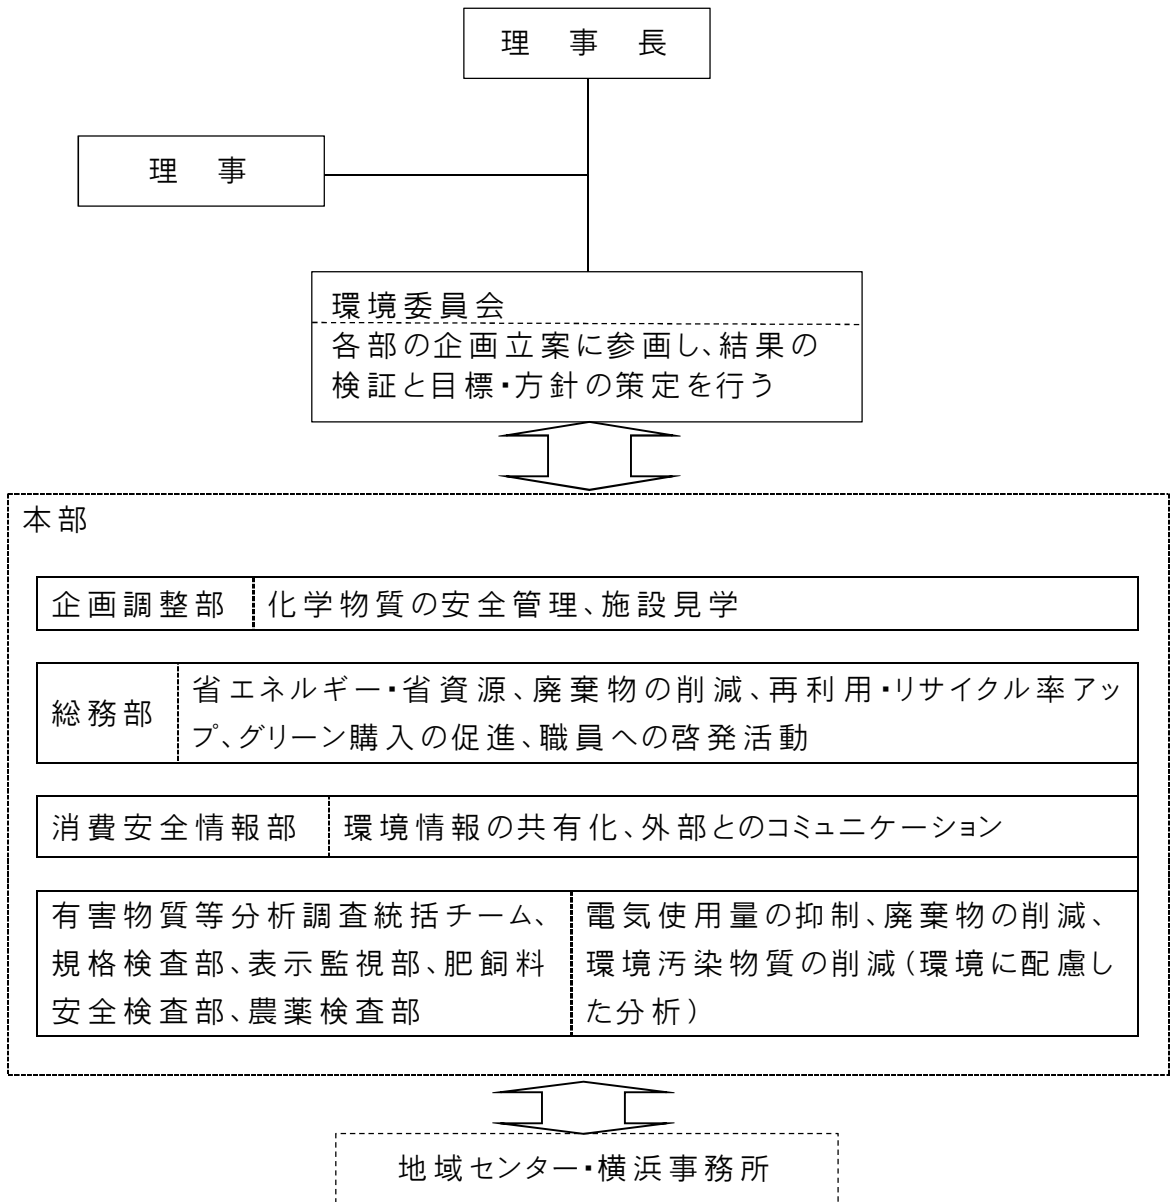 理　事　長
理　事
環境委員会
各部の企画立案に参画し、結果の
検証と目標・方針の策定を行う
本部
企画調整部
化学物質の安全管理、施設見学
総務部
省エネルギー・省資源、廃棄物の削減、再利用・リサイクル率アッ
プ、グリーン購入の促進、職員への啓発活動
消費安全情報部
環境情報の共有化、外部とのコミュニケーション
有害物質等分析調査統括チーム、
規格検査部、表示監視部、肥飼料
安全検査部、農薬検査部
電気使用量の抑制、廃棄物の削減、
環境汚染物質の削減（環境に配慮し
た分析）
地域センター・横浜事務所